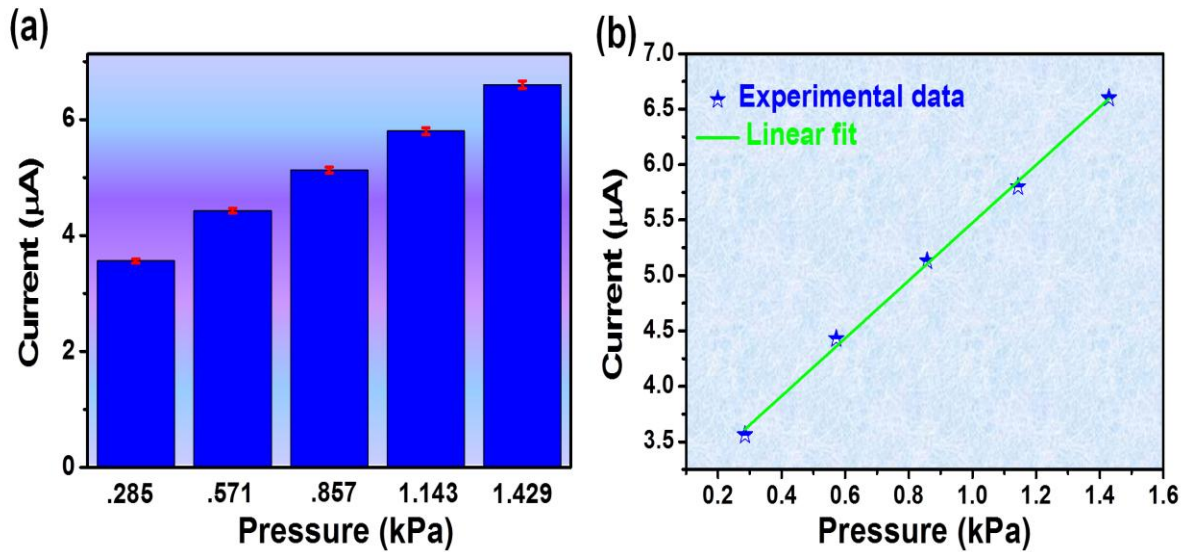 (a)
Current (µA)
6
4
2
0
.285 .571 .857 1.143 1.429
Pressure (kPa)
(b)
Current (µA)
7.0
6.5
6.0
5.5
5.0
4.5
4.0
3.5
Experimental data
Linear fit
0.2 0.4 0.6 0.8 1.0 1.2 1.4 1.6
Pressure (kPa)